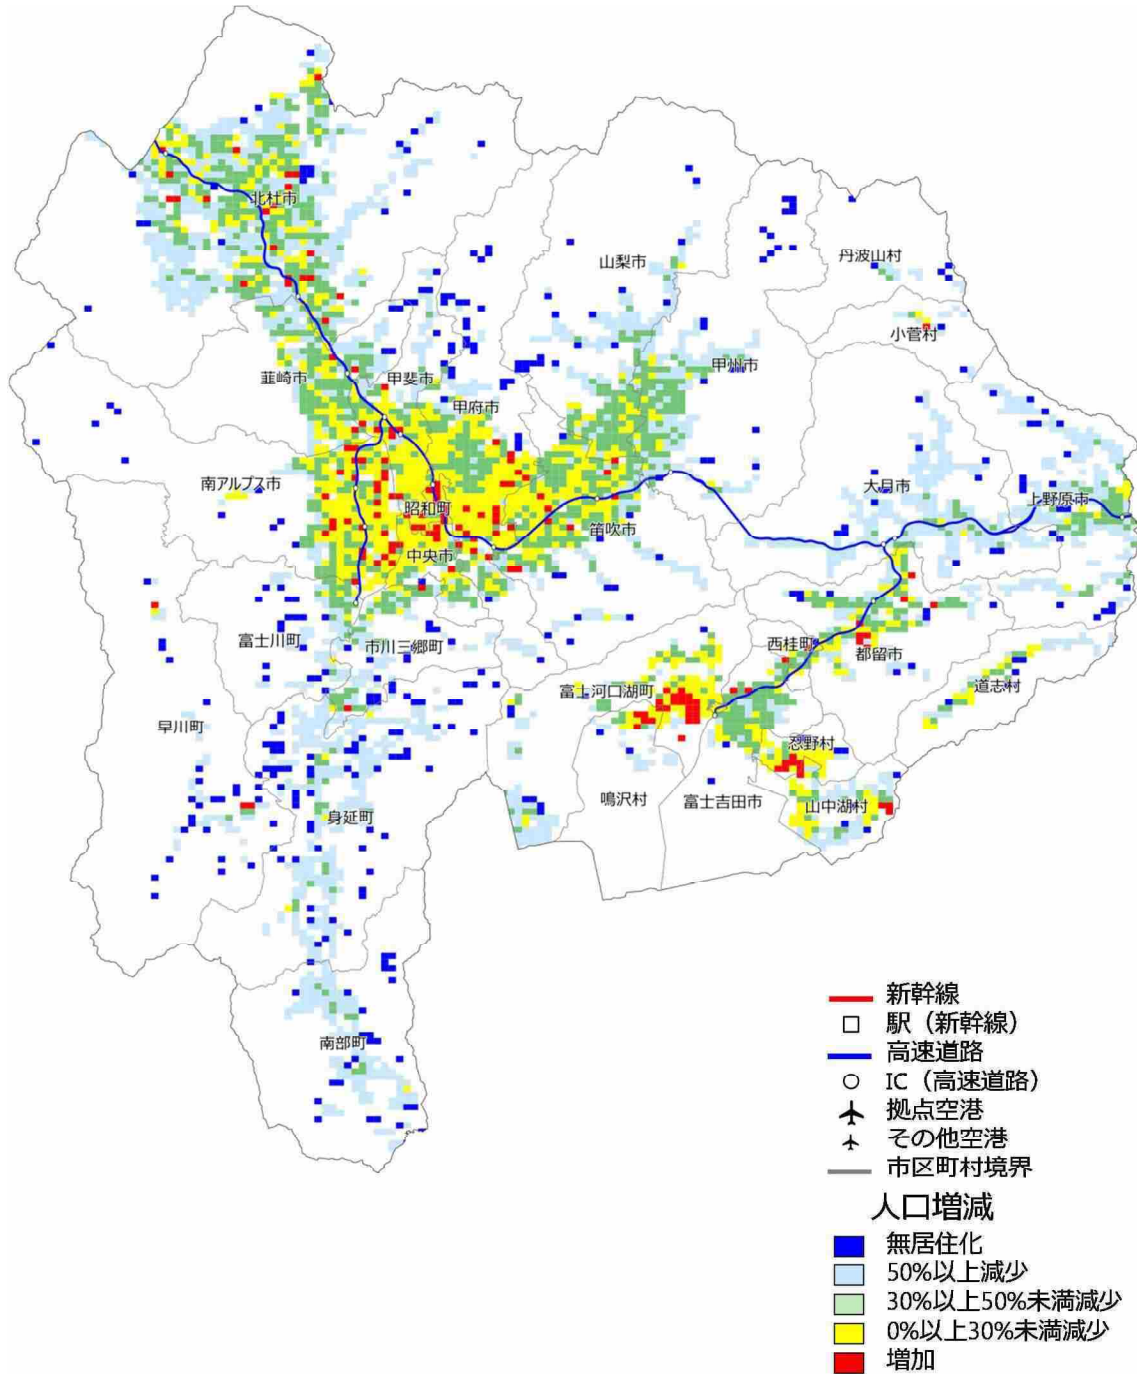 北杜市
丹波山村
山梨市
小菅村
甲州市
韮崎市
甲斐市
甲府市
南アルプス市
大月市
昭和町
上野原市
笛吹市
中央市
富士川町
市川三郷町
西桂町
都留市
道志村
富士河口湖町
早川町
忍野村
鳴沢村
富士吉田市
山中湖村
身延町
南部町
新幹線
駅（新幹線）
高速道路
IC（高速道路）
拠点空港
その他空港
市区町村境界
人口増減
無居住化
50%以上減少
30%以上50%未満減少
0%以上30%未満減少
増加